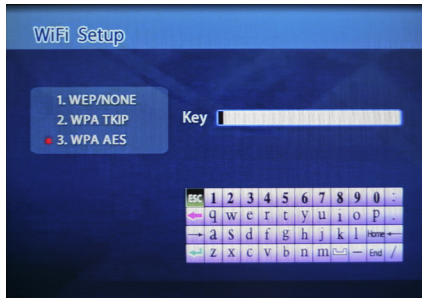 WiFi Setup
1. WEP/NONE
2. WPA TKIP
3. WPA AES
Key
ESC 1 2 3 4 5 6 7 8 9 0 :
q w e r t y u i o p .
a s d f g h j k l Home
z x c v b n m - End /